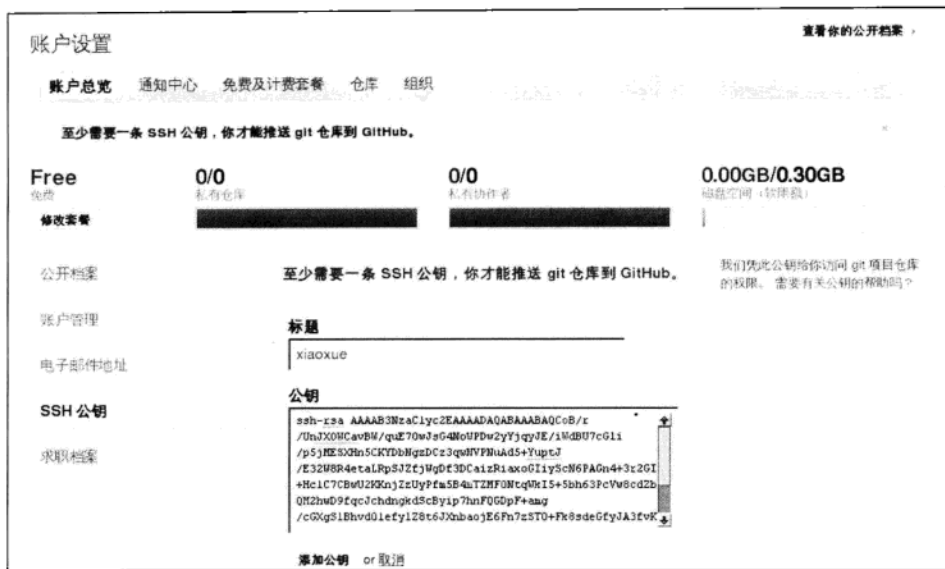 查看你的公开档案 ›
账户设置
账户总览 通知中心 免费及计费套餐 仓库 组织
至少需要一条 SSH 公钥，你才能推送 git 仓库到 GitHub。
×
Free 0/0 0/0 0.00GB/0.30GB
免费 私有仓库 私有协作者 磁盘空间（软限额）
修改套餐
公开档案
账户管理
电子邮件地址
SSH 公钥
求职档案
至少需要一条 SSH 公钥，你才能推送 git 仓库到 GitHub。
标题
xiaoxue
公钥
ssh-rsa AAAAB3NzaC1yc2EAAAADAQABAAABAQCoB/r
/UnJXOWCavBW/quE70wJsG4NoUPDw2yYjqyJE/iWdBU7cGli
/p5jMESXHn5CKYDbNgzDCz3qwNVPNuAd5+YuptJ
/E32W8R4etaLRpSJZfjWgDf3DCaizRiaxoGIiyScN6PAGn4+3r2GI
+HclC7CBwU2KKnjZzUyPfm5B4mTZMFONtqWkI5+5bh63PcVw8cdZb
QM2hwD9fqcJchdngkdScByip7hnFQGDpF+amg
/cGXgSlBhvd0lefylZ8t6JXnbaojE6Fn7zST0+Fk8sdeGfyJA3fvK
添加公钥 or 取消
我们凭此公钥给你访问 git 项目仓库
的权限。 需要有关公钥的帮助吗？